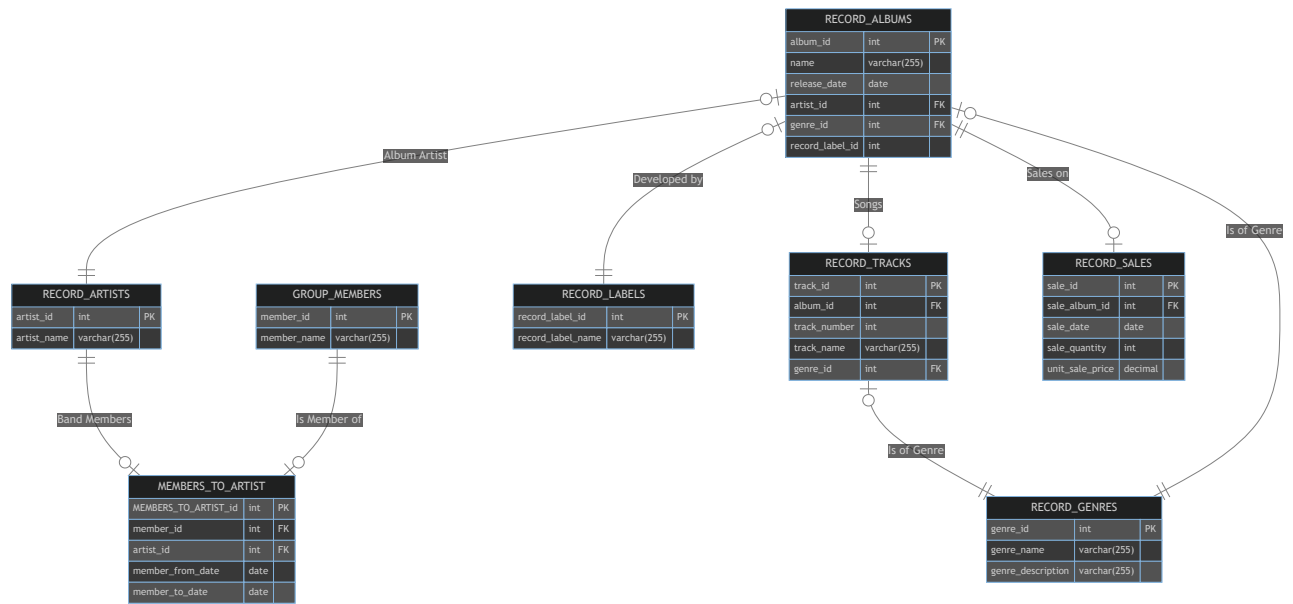 RECORD_ALBUMS
album_id int PK
name varchar(255)
release_date date
artist_id int FK
genre_id int FK
record_label_id int
Album Artist
Developed by
Songs
Sales on
Is of Genre
RECORD_ARTISTS
artist_id int PK
artist_name varchar(255)
GROUP_MEMBERS
member_id int PK
member_name varchar(255)
RECORD_LABELS
record_label_id int PK
record_label_name varchar(255)
RECORD_TRACKS
track_id int PK
album_id int FK
track_number int
track_name varchar(255)
genre_id int FK
RECORD_SALES
sale_id int PK
sale_album_id int FK
sale_date date
sale_quantity int
unit_sale_price decimal
Band Members
Is Member of
Is of Genre
MEMBERS_TO_ARTIST
MEMBERS_TO_ARTIST_id int PK
member_id int FK
artist_id int FK
member_from_date date
member_to_date date
RECORD_GENRES
genre_id int PK
genre_name varchar(255)
genre_description varchar(255)